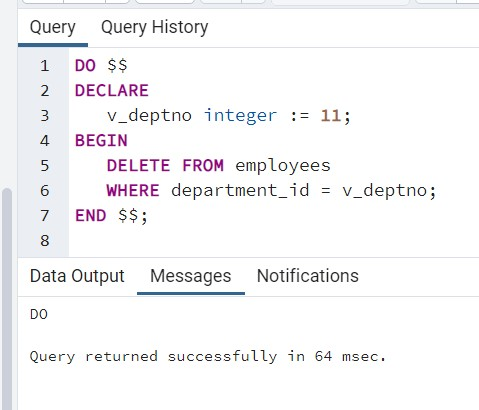 Query Query History
1 DO $$
2 DECLARE
3 v_deptno integer := 11;
4 BEGIN
5 DELETE FROM employees
6 WHERE department_id = v_deptno;
7 END $$;
8
Data Output Messages Notifications
DO
Query returned successfully in 64 msec.